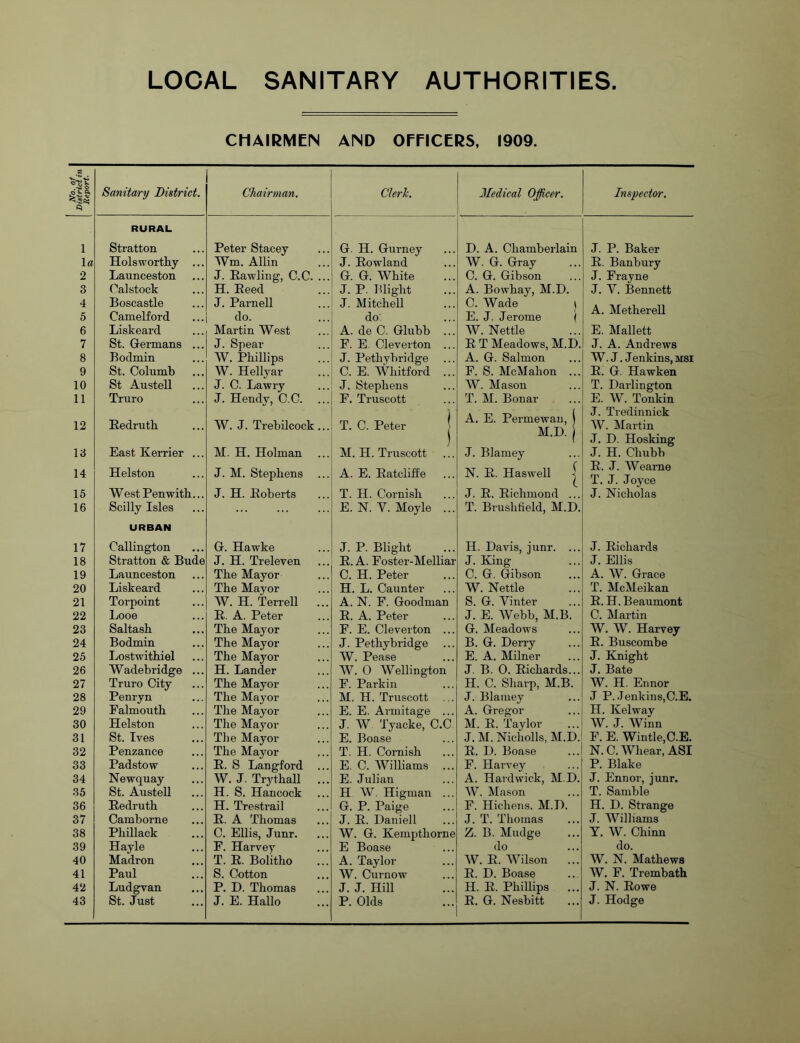 LOCAL SANITARY AUTHORITIES.
CHAIRMEN AND OFFICERS, 1909.
No. of District in Report. Sanitary District. Chairman. Clerk. Medical Officer. Inspector.
RURAL
1 Stratton ... Peter Stacey ... G. H. Gurney ... D. A. Chamberlain J. P. Baker
1a Holsworthy ... Wm. Allin ... J. Rowland ... W. G. Gray ... R. Banbury
2 Launceston ... J. Rawling, C.C. ... G. G. White ... C. G. Gibson ... J. Frayne
3 Calstock ... H. Reed ... J. P. Blight ... A. Bowhay, M.D. J. V. Bennett
4 Boscastle ... J. Parnell ... J. Mitchell ... C. Wade } A. Metherell
5 Camelford ... do. ... do ... E. J. Jerome }
6 Liskeard ... Martin West ... A. de C. Glubb ... W. Nettle ... E. Mallett
7 St. Germans ... J. Spear ... F. E. Cleverton ... R T Meadows, M.D. J. A. Andrews
8 Bodmin ... W. Phillips ... J. Pethybridge ... A. G. Salmon ... W. J. Jenkins, MSI
9 St. Columb ... W. Hellyar ... C. E. Whitford ... F. S. McMahon ... R. G. Hawken
10 St Austell ... J. C. Lawry ... J. Stephens ... W. Mason ... T. Darlington
11 Truro ... J. Hendy, C.C. ... F. Truscott ... T. M. Bonar ... E. W. Tonkin
12 Redruth ... W. J. Trebilcock ... T. C. Peter } A. E. Permewan, M.D. } J. Tredinnick
W. Martin
J. D. Hosking
13 East Kerrier ... M. H. Holman ... M. H. Truscott ... J. Blamey ... J. H. Chubb
14 Helston ... J. M. Stephens ... A. E. Ratcliffe ... N. R. Haswell { R. J. Wearne
T. J. Joyce
15 West Penwith... J. H. Roberts ... T. H. Cornish ... J. R. Richmond ... J. Nicholas
16 Scilly Isles ... ... ... ... E. N. V. Moyle ... T. Brushfield, M.D.
URBAN
17 Callington ... G. Hawke ... J. P. Blight ... H. Davis, junr. ... J. Richards
18 Stratton & Bude J. H. Treleven ... R. A. Foster-Melliar J. King ... J. Ellis
19 Launceston ... The Mayor ... C. H. Peter ... C. G. Gibson ... A. W. Grace
20 Liskeard ... The Mayor ... H. L. Caunter ... W. Nettle ... T. McMeikan
21 Torpoint ... W. H. Terrell ... A. N. F. Goodman S. G. Vinter ... R. H. Beaumont
22 Looe ... R. A. Peter ... R. A. Peter ... J. E. Webb, M.B. C. Martin
23 Saltash ... The Mayor ... F. E. Cleverton ... G. Meadows ... W. W. Harvey
24 Bodmin ... The Mayor ... J. Pethybridge ... B. G. Derry ... R. Buscombe
25 Lostwithiel ... The Mayor ... W. Pease ... E. A. Milner ... J. Knight
26 Wadebridge ... H. Lander ... W. O Wellington J. B. O. Richards... J. Bate
27 Truro City ... The Mayor ... F. Parkin ... H. C. Sharp, M.B. W. H. Ennor
28 Penryn ... The Mayor ... M. H. Truscott ... J. Blamey ... J P. Jenkins, C.E.
29 Falmouth ... The Mayor ... E. E. Armitage ... A. Gregor ... H. Kelway
30 Helston ... The Mayor ... J. W Tyacke, C.C M. R. Taylor ... W. J. Winn
31 St. Ives ... The Mayor ... E. Boase ... J. M. Nicholls, M.D. F. E. Wintle, C.E.
32 Penzance ... The Mayor ... T. H. Cornish ... R. D. Boase ... N. C. Whear, ASI
33 Padstow ... R. S Langford ... E. C. Williams ... F. Harvey ... P. Blake
34 Newquay ... W. J. Trythall ... E. Julian ... A. Hardwick, M.D. J. Ennor, junr.
35 St. Austell ... H. S. Hancock ... H W. Higman ... W. Mason ... T. Samble
36 Redruth ... H. Trestrail ... G. P. Paige ... F. Hichens. M.D. H. D. Strange
37 Camborne ... R. A Thomas ... J. R. Daniell ... J. T. Thomas ... J. Williams
38 Phillack ... C. Ellis, Junr. ... W. G. Kempthorne Z. B. Mudge ... Y. W. Chinn
39 Hayle ... F. Harvey ... E Boase ... do ... do.
40 Madron ... T. R. Bolitho ... A. Taylor ... W. R. Wilson ... W. N. Mathews
41 Paul ... S. Cotton ... W. Curnow ... R. D. Boase ... W. F. Trembath
42 Ludgvan ... P. D. Thomas ... J. J. Hill ... H. R. Phillips ... J. N. Rowe
43 St. Just ... J. E. Hallo ... P. Olds ... R. G. Nesbitt ... J. Hodge